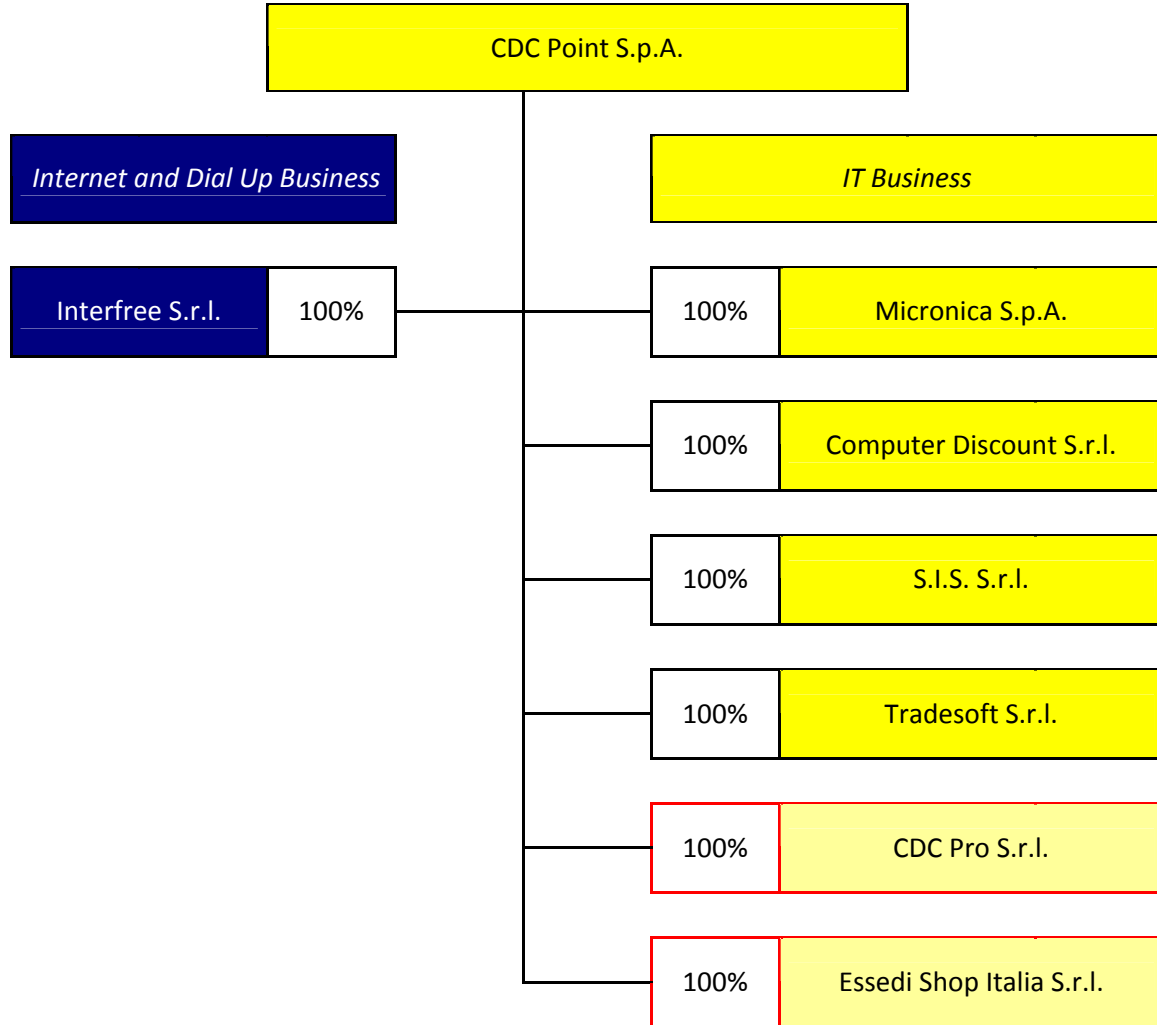 CDC Point S.p.A.
Internet and Dial Up Business
IT Business
Interfree S.r.l. 100%
100% Micronica S.p.A.
100% Computer Discount S.r.l.
100% S.I.S. S.r.l.
100% Tradesoft S.r.l.
100% CDC Pro S.r.l.
100% Essedi Shop Italia S.r.l.